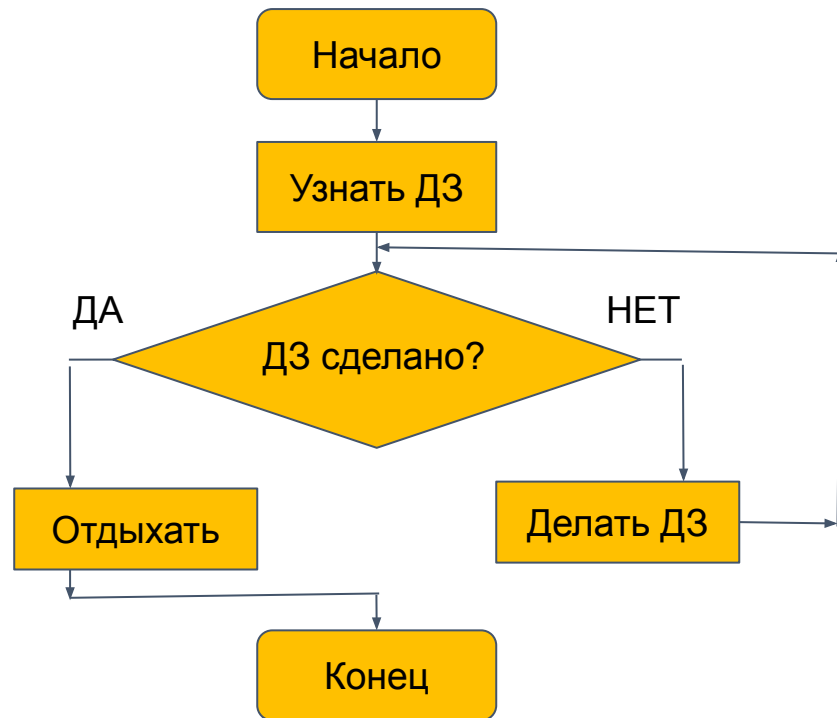 Начало
Узнать ДЗ
ДА
НЕТ
ДЗ сделано?
Отдыхать
Делать ДЗ
Конец